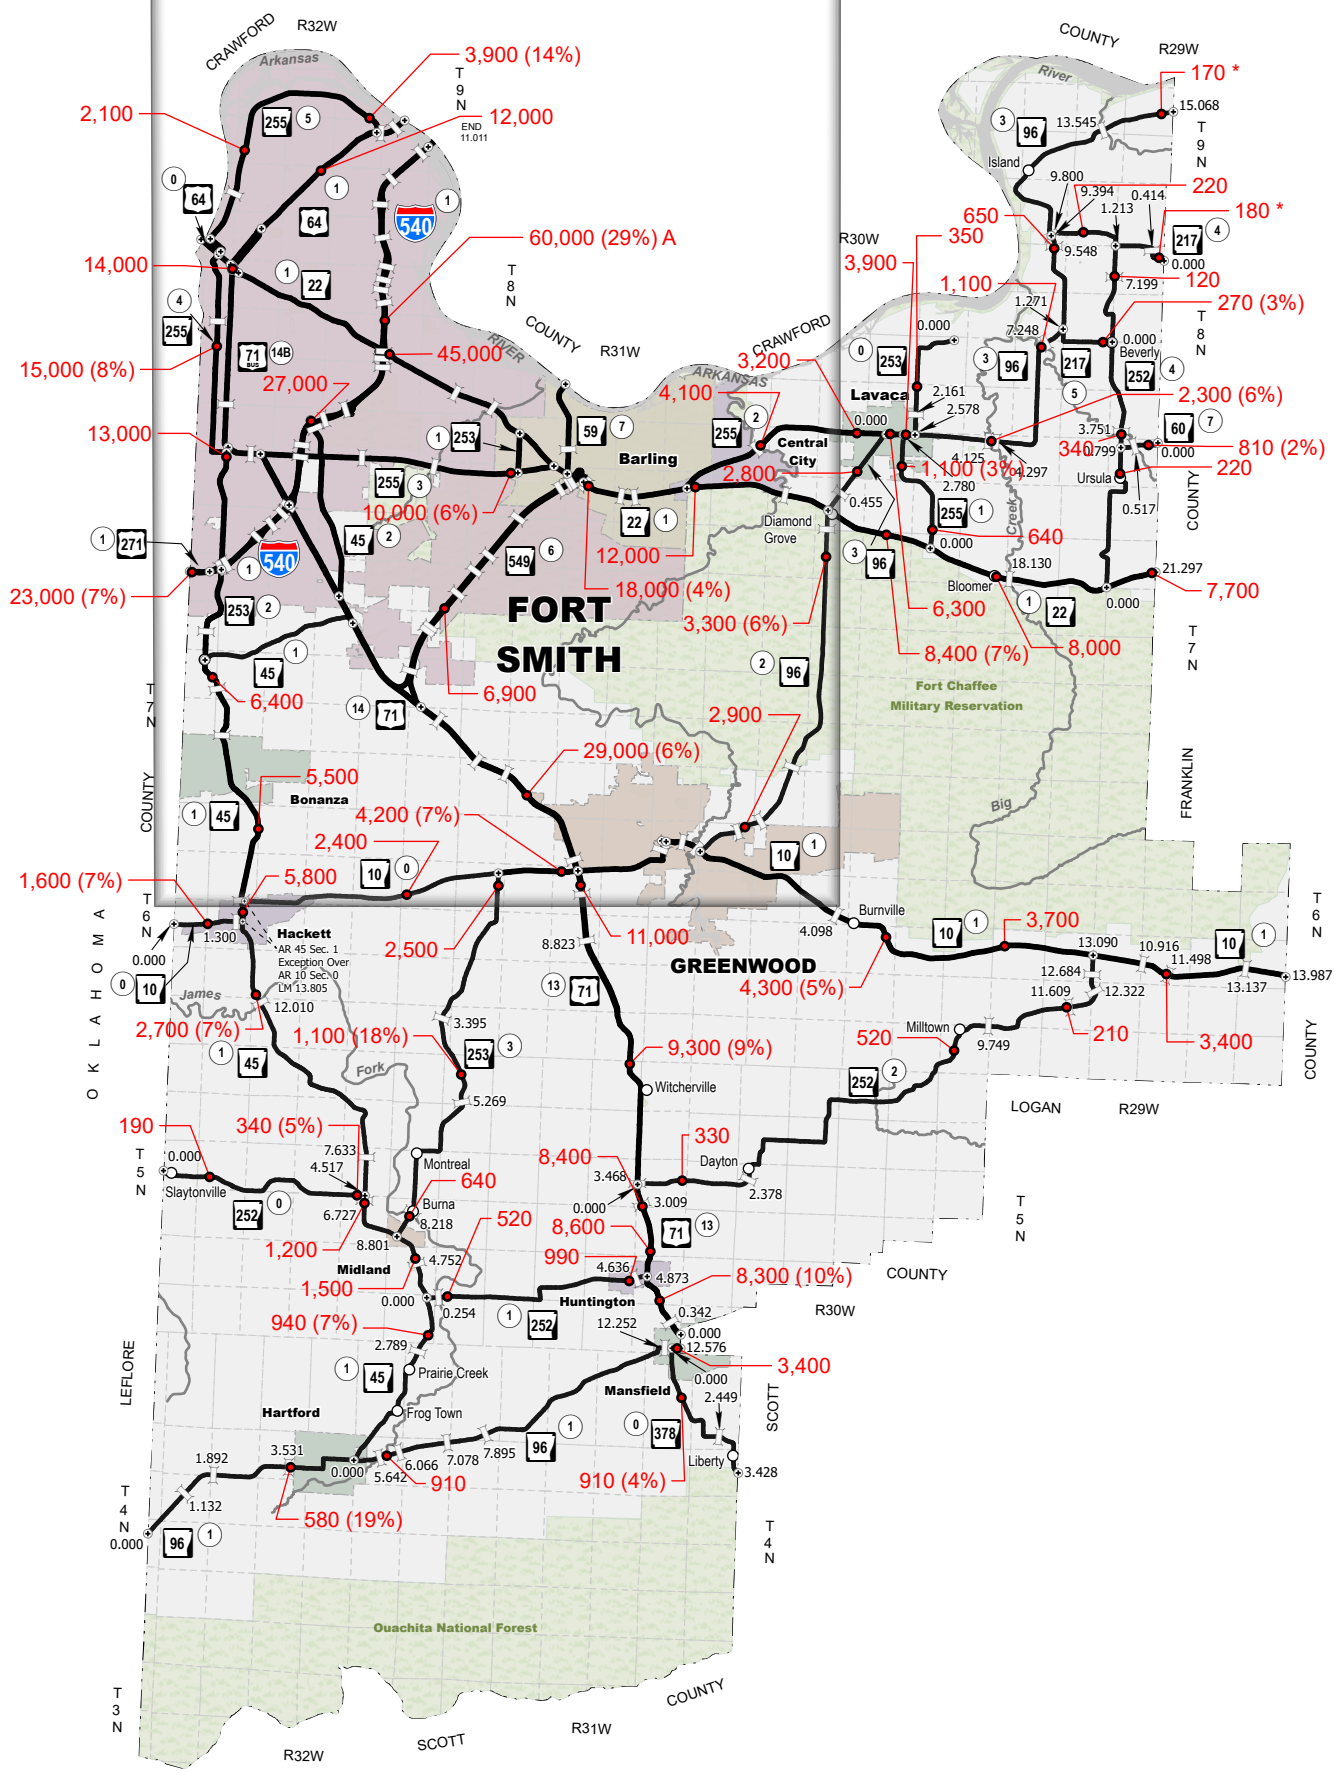 CRAWFORD
R32W
COUNTY
R29W
Arkansas
3,900 (14%)
T
9
N
END
11.011
River
170 *
15.068
2,100
255
5
12,000
3
96
13.545
T
9
N
Island
0
64
1
64
540
1
9.800
9.394
0.414
220
1.213
650
180 *
217
4
60,000 (29%) A
R30W
350
9.548
0.000
14,000
1
22
T
8
N
3,900
7.199
120
4
255
1,100
270 (3%)
COUNTY
CRAWFORD
1.271
0.000
7.248
0.000
T
8
N
RIVER
R31W
Beverly
15,000 (8%)
71
BUS
14B
45,000
3,200
0
253
3
96
217
252
4
27,000
ARKANSAS
4,100
Lavaca
2.161
5
2,300 (6%)
2
255
0.000
2.578
13,000
1
253
59
7
Central
City
3.751
60
7
Barling
4.125
340
0.799
0.000
810 (2%)
255
3
2,800
1,100 (3%)
4.297
Ursula
220
10,000 (6%)
0.455
2.780
0.517
COUNTY
22
1
Diamond
Grove
255
1
Creek
1
271
45
2
549
6
12,000
3
96
640
0.000
540
1
18.130
21.297
23,000 (7%)
18,000 (4%)
Bloomer
7,700
253
2
FORT
SMITH
3,300 (6%)
6,300
1
22
0.000
8,400 (7%)
8,000
T
7
N
45
1
2
96
Fort Chaffee
Military Reservation
T
7
N
6,400
6,900
14
71
2,900
29,000 (6%)
FRANKLIN
COUNTY
5,500
Bonanza
Big
1
45
4,200 (7%)
2,400
10
1
10
0
1,600 (7%)
5,800
T
6
N
T
6
N
Burnville
4.098
3,700
10
1
Hackett
AR 45 Sec. 1
Exception Over
AR 10 Sec. 0
LM 13.805
1.300
0.000
2,500
8.823
11,000
13.090
10.916
11.498
10
1
GREENWOOD
12.684
13.987
0
10
James
13
71
4,300 (5%)
11.609
12.322
13.137
OKLAHOMA
12.010
2,700 (7%)
1,100 (18%)
3.395
Milltown
520
9.749
210
3,400
1
45
253
3
9,300 (9%)
COUNTY
Fork
Witcherville
252
2
5.269
LOGAN
R29W
190
340 (5%)
330
T
5
N
0.000
7.633
4.517
Montreal
8,400
Dayton
Slaytonville
640
3.468
252
0
6.727
Burna
0.000
3.009
2.378
T
5
N
8.218
520
1,200
8,600
71
13
8.801
990
4.752
Midland
4.636
4.873
8,300 (10%)
COUNTY
1,500
0.000
0.254
Huntington
R30W
940 (7%)
1
252
12.252
0.342
0.000
12.576
2.789
3,400
LEFLORE
1
45
Prairie Creek
0.000
Mansfield
2.449
SCOTT
Hartford
Frog Town
0
378
1
96
1.892
3.531
Liberty
0.000
5.642
6.066
7.078
7.895
3.428
910
910 (4%)
1.132
580 (19%)
T
4
N
0.000
96
1
T
4
N
Ouachita National Forest
T
3
N
COUNTY
R31W
SCOTT
R32W